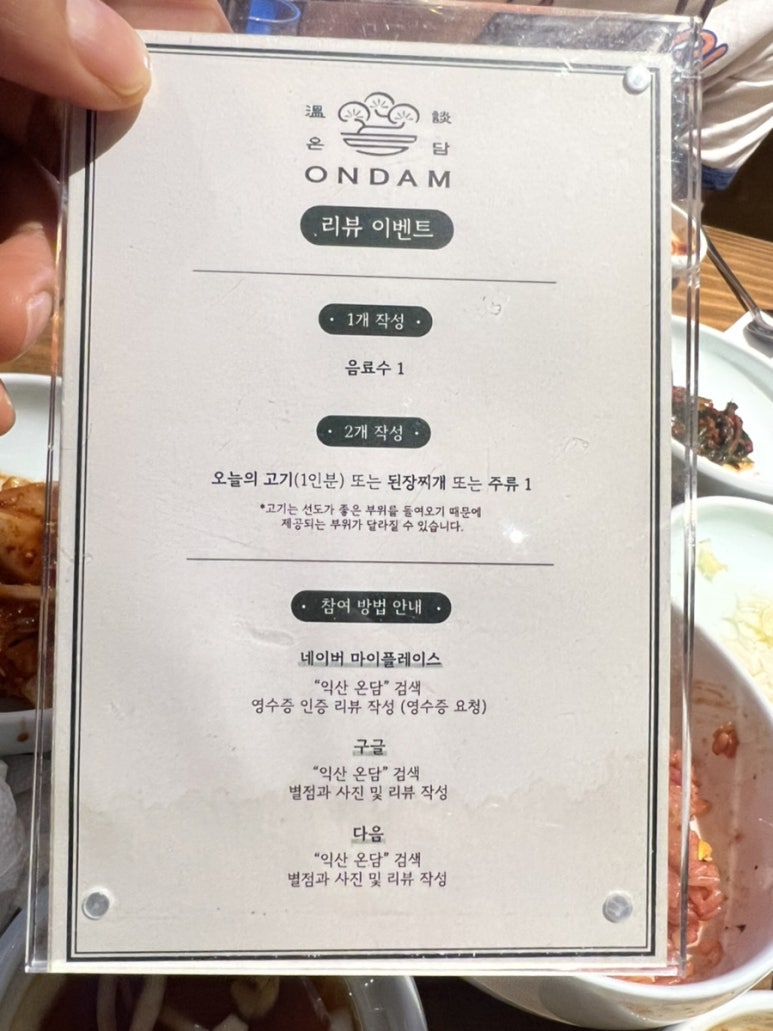 溫 談
온 담
ONDAM
리뷰 이벤트
· 1개 작성 ·
음료수 1
· 2개 작성 ·
오늘의 고기(1인분) 또는 된장찌개 또는 주류 1
*고기는 선도가 좋은 부위를 들여오기 때문에
제공되는 부위가 달라질 수 있습니다.
· 참여 방법 안내 ·
네이버 마이플레이스
“익산 온담” 검색
영수증 인증 리뷰 작성 (영수증 요청)
구글
“익산 온담” 검색
별점과 사진 및 리뷰 작성
다음
“익산 온담” 검색
별점과 사진 및 리뷰 작성